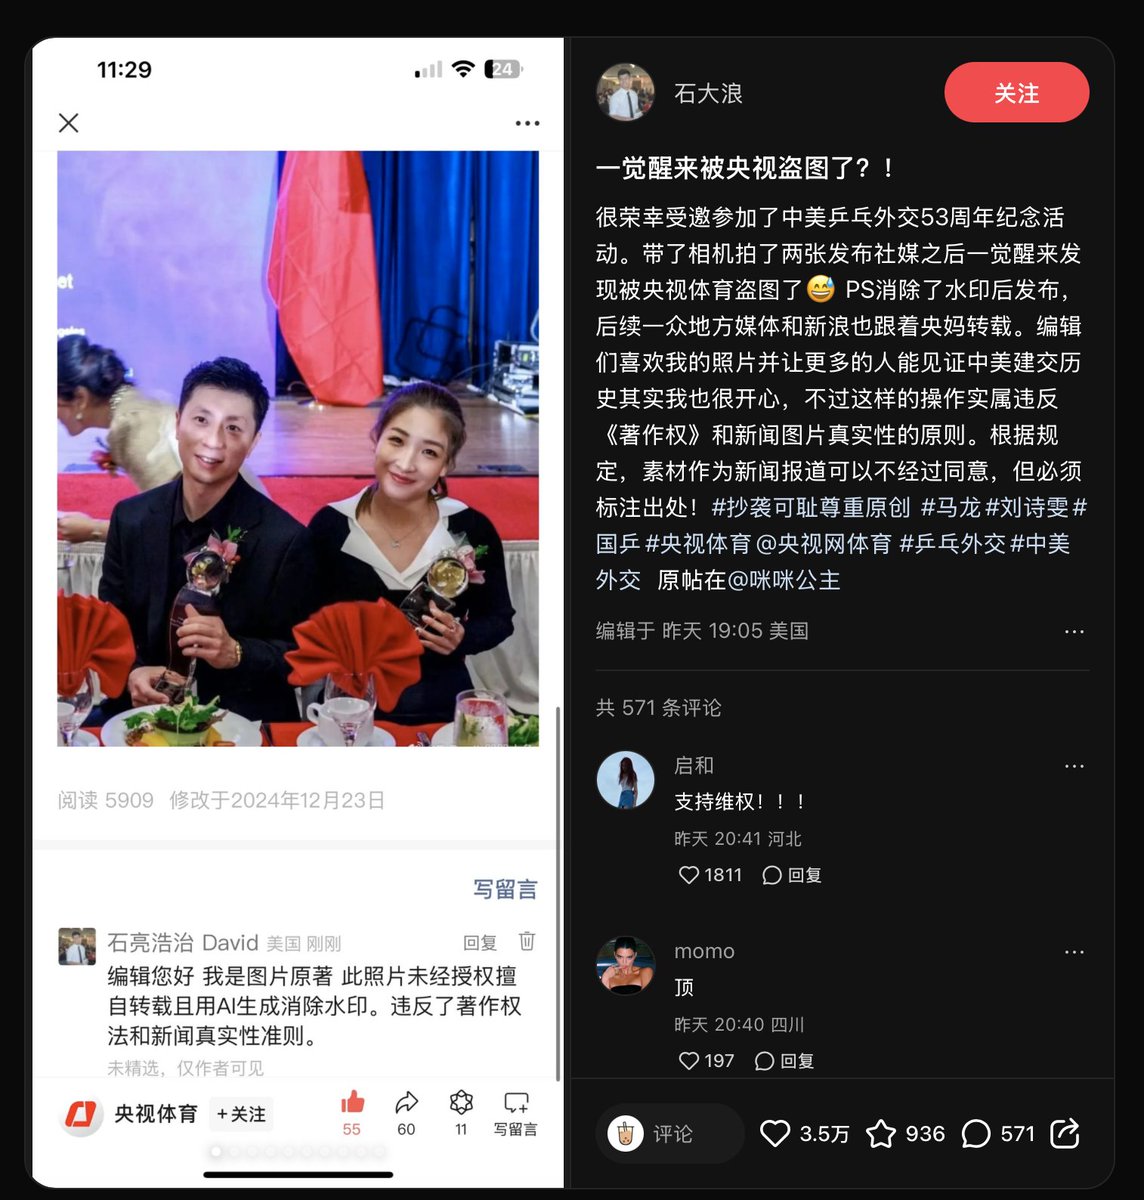 11:29
24
et
geles
阅读 5909 修改于2024年12月23日
写留言
石亮浩治 David 美国 刚刚
回复
编辑您好 我是图片原著 此照片未经授权擅
自转载且用AI生成消除水印。违反了著作权
法和新闻真实性准则。
未精选，仅作者可见
央视体育
+关注
55
60
11
写留言
石大浪
关注
一觉醒来被央视盗图了？！
很荣幸受邀参加了中美乒乓外交53周年纪念活
动。带了相机拍了两张发布社媒之后一觉醒来发
现被央视体育盗图了😅 PS消除了水印后发布，
后续一众地方媒体和新浪也跟着央妈转载。编辑
们喜欢我的照片并让更多的人能见证中美建交历
史其实我也很开心，不过这样的操作实属违反
《著作权》和新闻图片真实性的原则。根据规
定，素材作为新闻报道可以不经过同意，但必须
标注出处！#抄袭可耻尊重原创 #马龙#刘诗雯#
国乒#央视体育@央视网体育 #乒乓外交#中美
外交 原帖在@咪咪公主
编辑于 昨天 19:05 美国
共 571 条评论
启和
支持维权！！！
昨天 20:41 河北
1811
回复
momo
顶
昨天 20:40 四川
197
回复
评论
3.5万
936
571